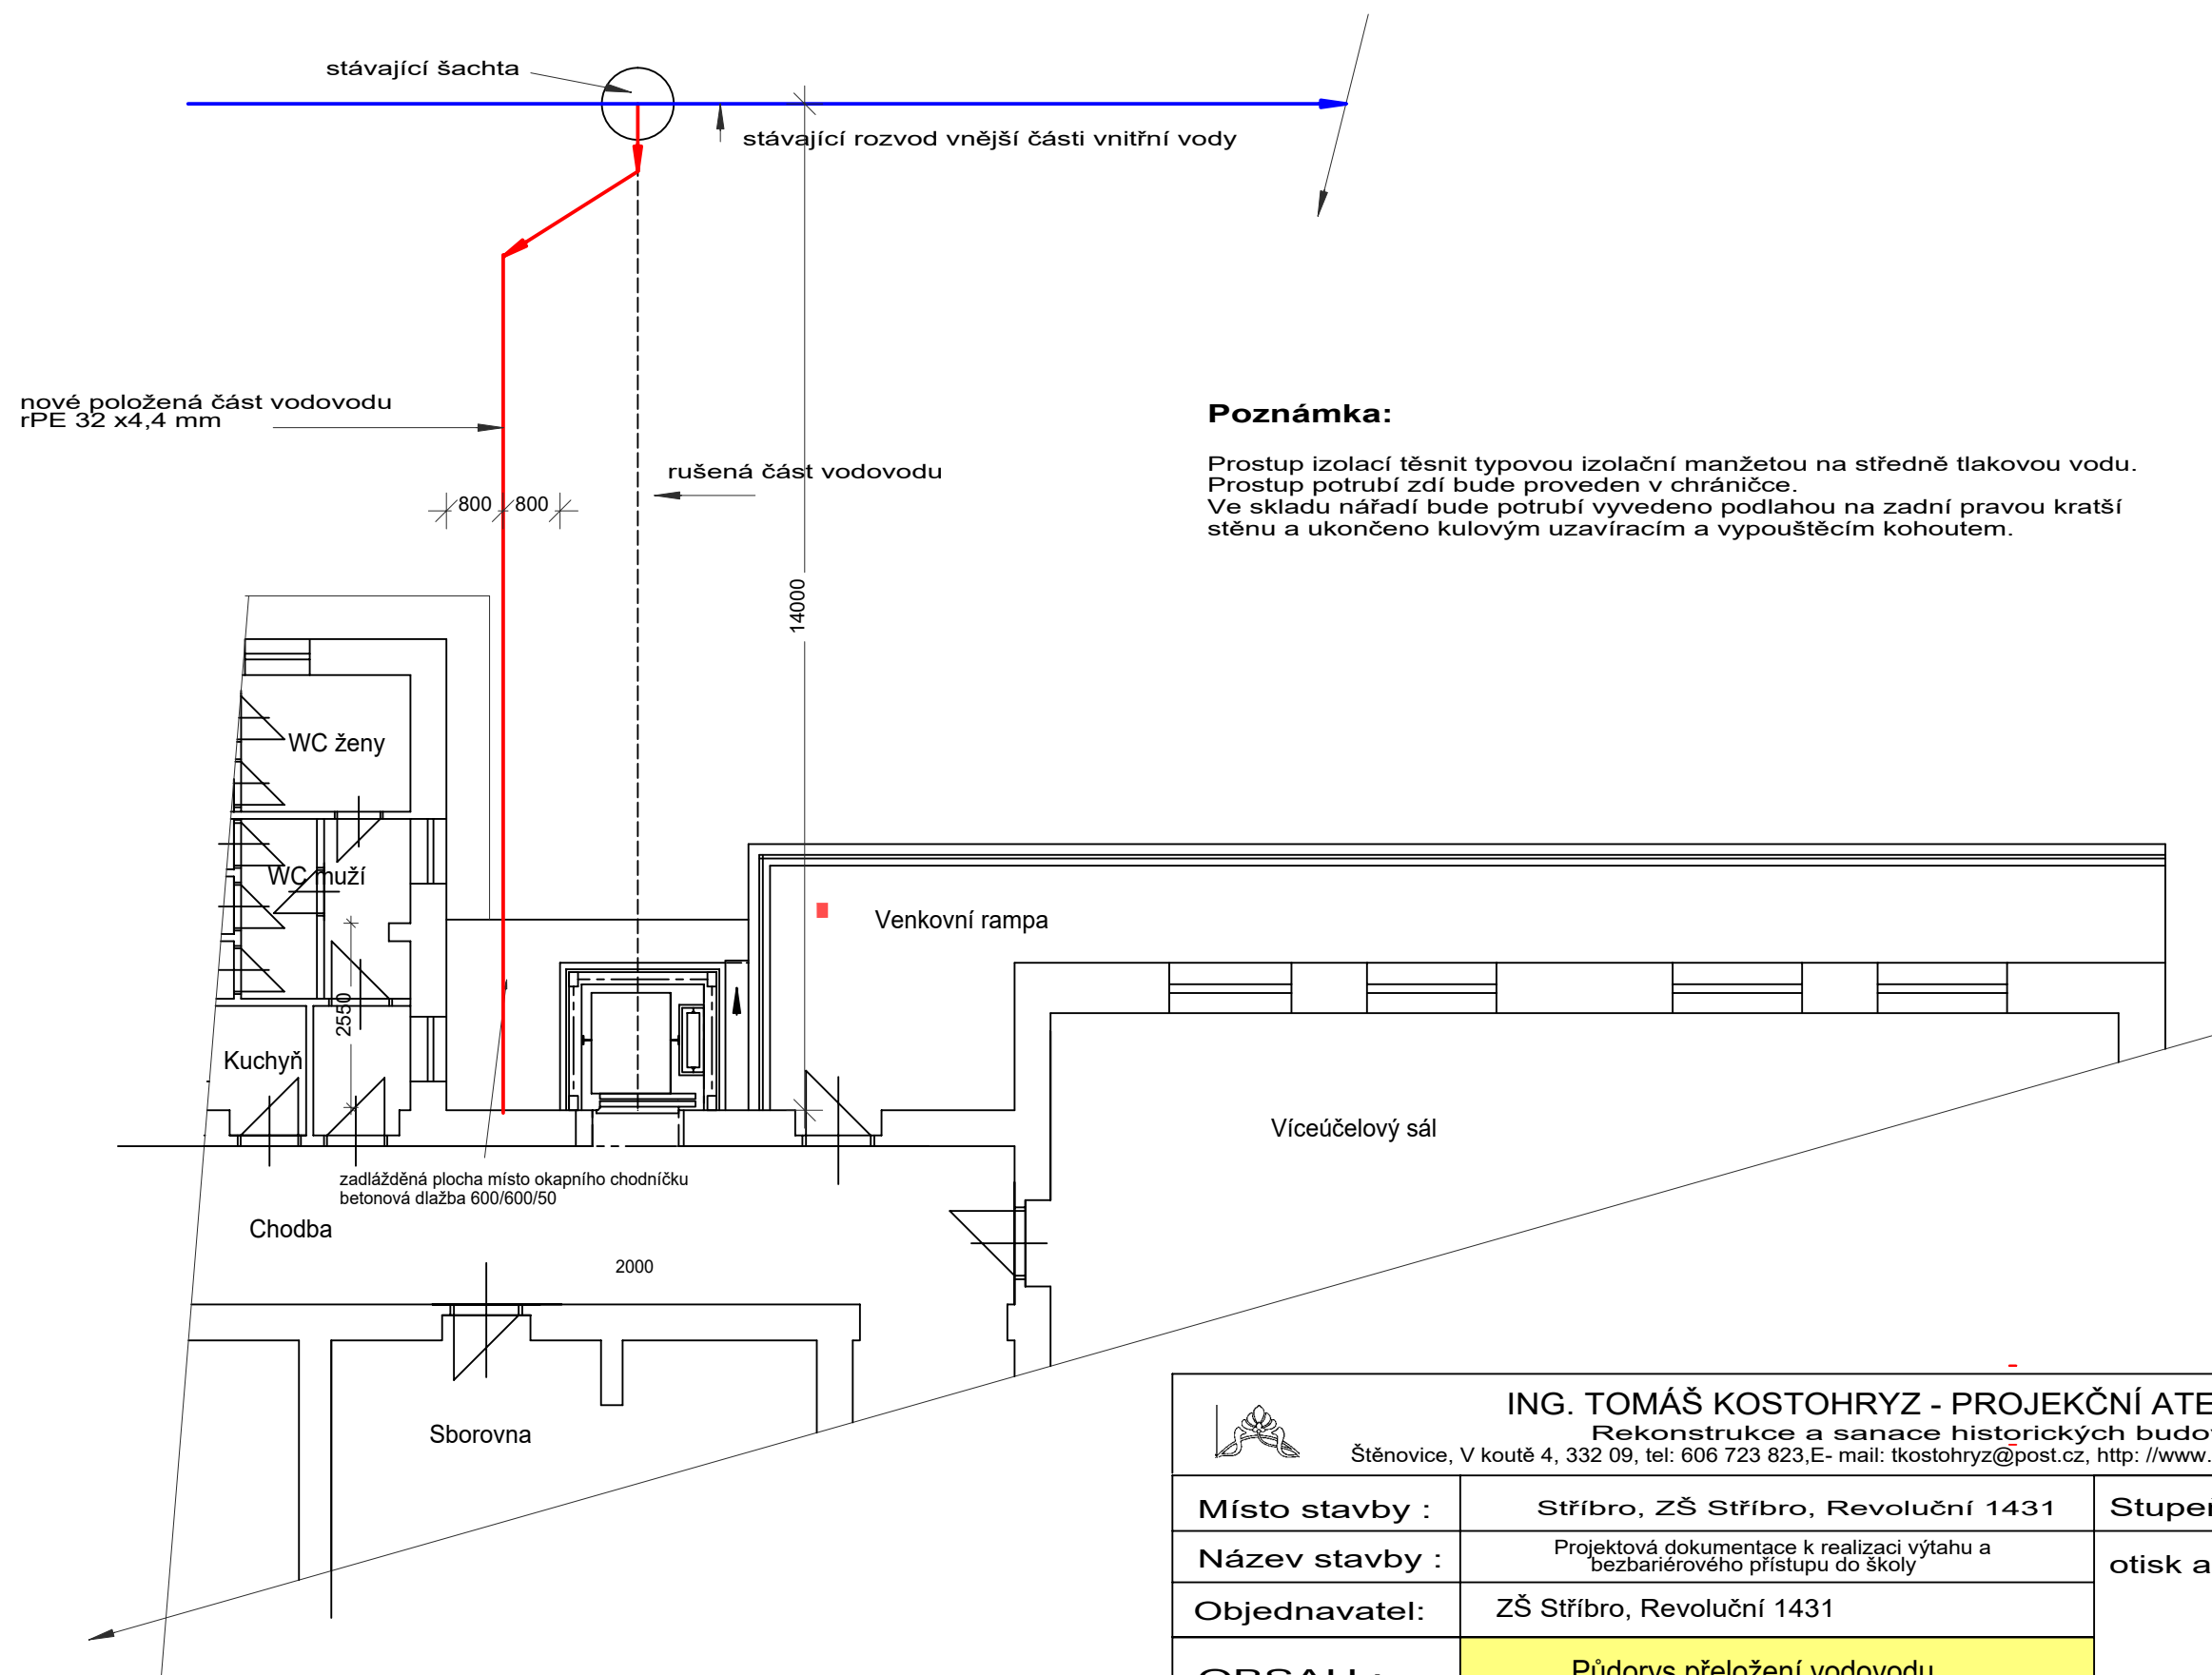 stávající šachta
stávající rozvod vnější části vnitřní vody
nové položená část vodovodu
rPE 32 x4,4 mm
rušená část vodovodu
800
800
14000
Poznámka:
Prostup izolací těsnit typovou izolační manžetou na středně tlakovou vodu.
Prostup potrubí zdí bude proveden v chráničce.
Ve skladu nářadí bude potrubí vyvedeno podlahou na zadní pravou kratší
stěnu a ukončeno kulovým uzavíracím a vypouštěcím kohoutem.
WC ženy
WC muží
Venkovní rampa
2550
Kuchyň
Víceúčelový sál
zadlážděná plocha místo okapního chodníčku
betonová dlažba 600/600/50
Chodba
2000
Sborovna
ING. TOMÁŠ KOSTOHRYZ - PROJEKČNÍ ATE
Rekonstrukce a sanace historických budo
Štěnovice, V koutě 4, 332 09, tel: 606 723 823,E- mail: tkostohryz@post.cz, http: //www.
Místo stavby :
Stříbro, ZŠ Stříbro, Revoluční 1431
Stupeň
Název stavby :
Projektová dokumentace k realizaci výtahu a
bezbariérového přístupu do školy
otisk a
Objednavatel:
ZŠ Stříbro, Revoluční 1431
OBSAH :
Půdorys přeložení vodovodu